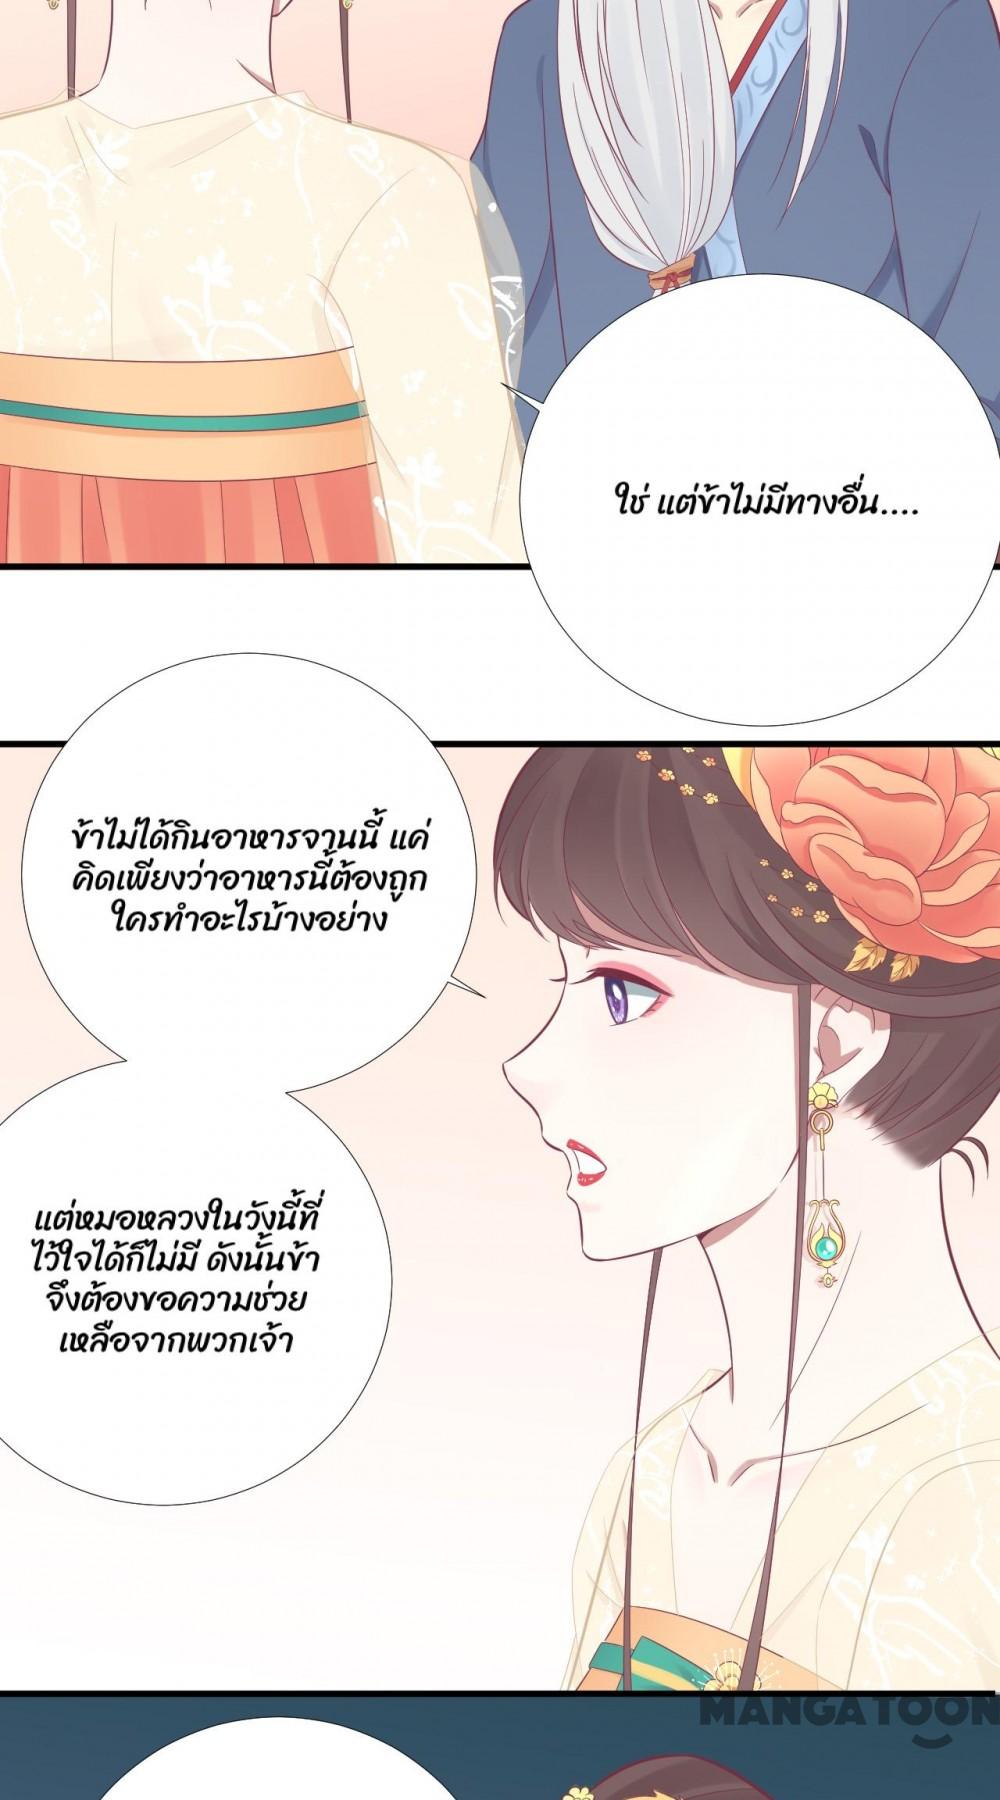 ใช่ แต่ข้าไม่มีทางอื่น....
ข้าไม่ได้กินอาหารจานนี้ แค่
คิดเพียงว่าอาหารนี้ต้องถูก
ใครทำอะไรบ้างอย่าง
แต่หมอหลวงในวังนี้ที่
ไว้ใจได้ก็ไม่มี ดังนั้นข้า
จึงต้องขอความช่วย
เหลือจากพวกเจ้า
MANGATOON